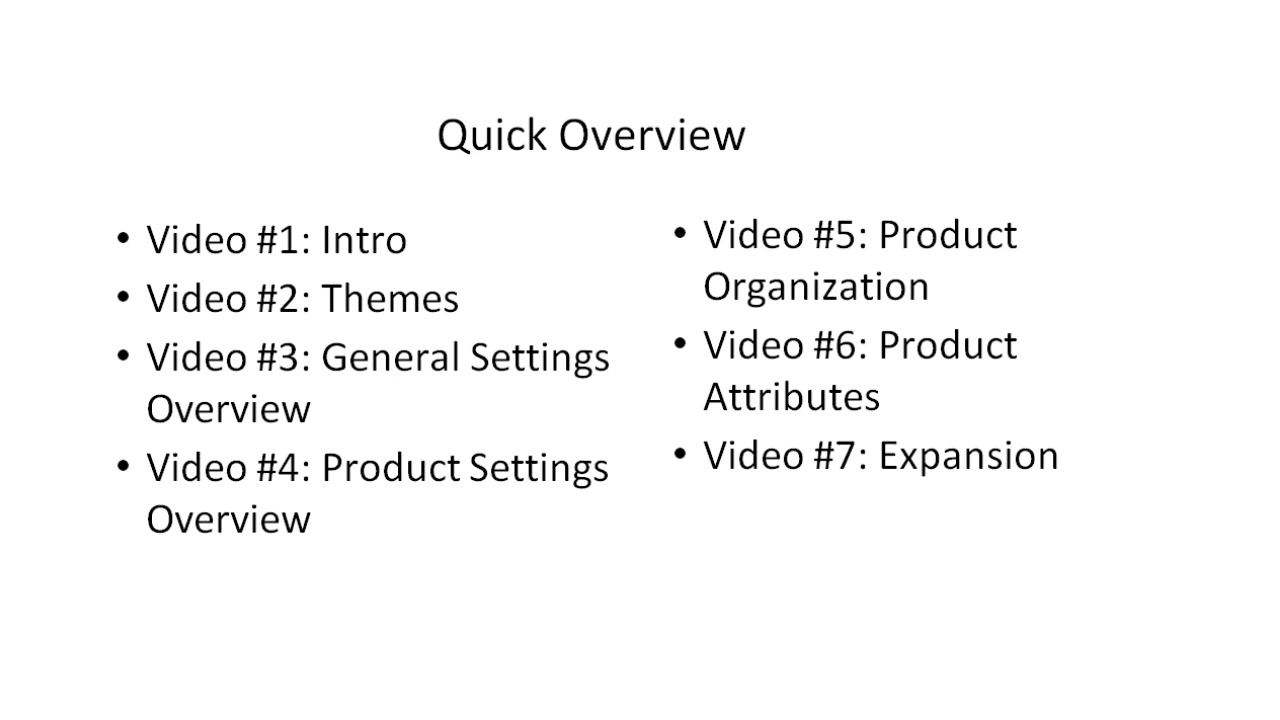 Quick Overview
• Video #1: Intro
• Video #2: Themes
• Video #3: General Settings
Overview
• Video #4: Product Settings
Overview
• Video #5: Product
Organization
• Video #6: Product
Attributes
• Video #7: Expansion